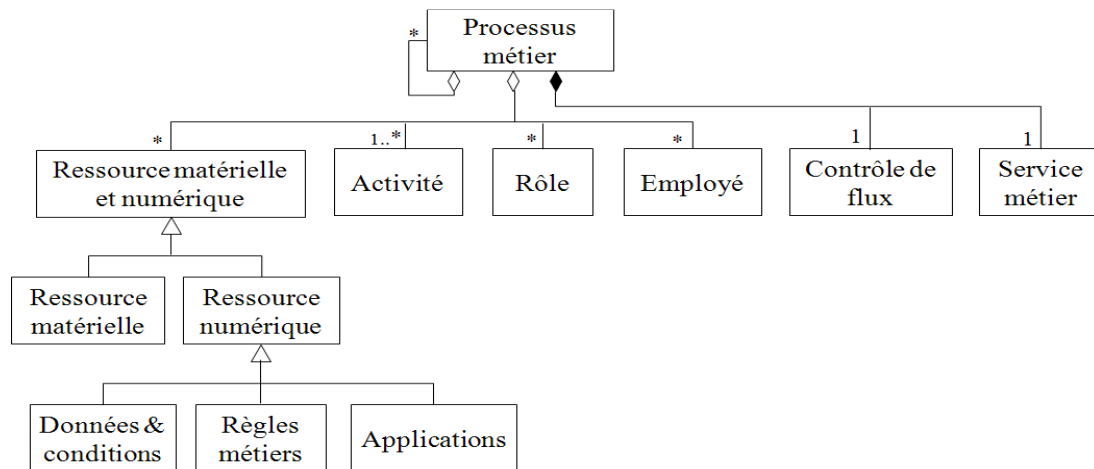 Processus
métier
*
*
1..*
*
*
1
1
Ressource matérielle
et numérique
Activité
Rôle
Employé
Contrôle de
flux
Service
métier
Ressource
matérielle
Ressource
numérique
Données &
conditions
Règles
métiers
Applications